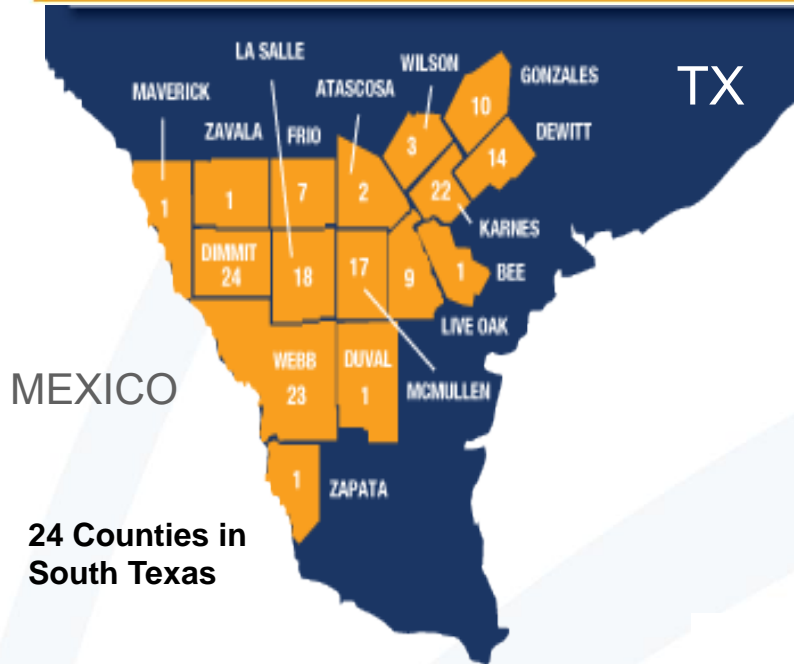 LA SALLE
WILSON
GONZALES
TX
MAVERICK
ATASCOSA
ZAVALA
FRIO
DEWITT
10
3
14
1
1
7
2
22
KARNES
DIMMIT
24
18
17
9
1
BEE
LIVE OAK
WEBB
23
DUVAL
1
MCMULLEN
MEXICO
1
ZAPATA
24 Counties in
South Texas